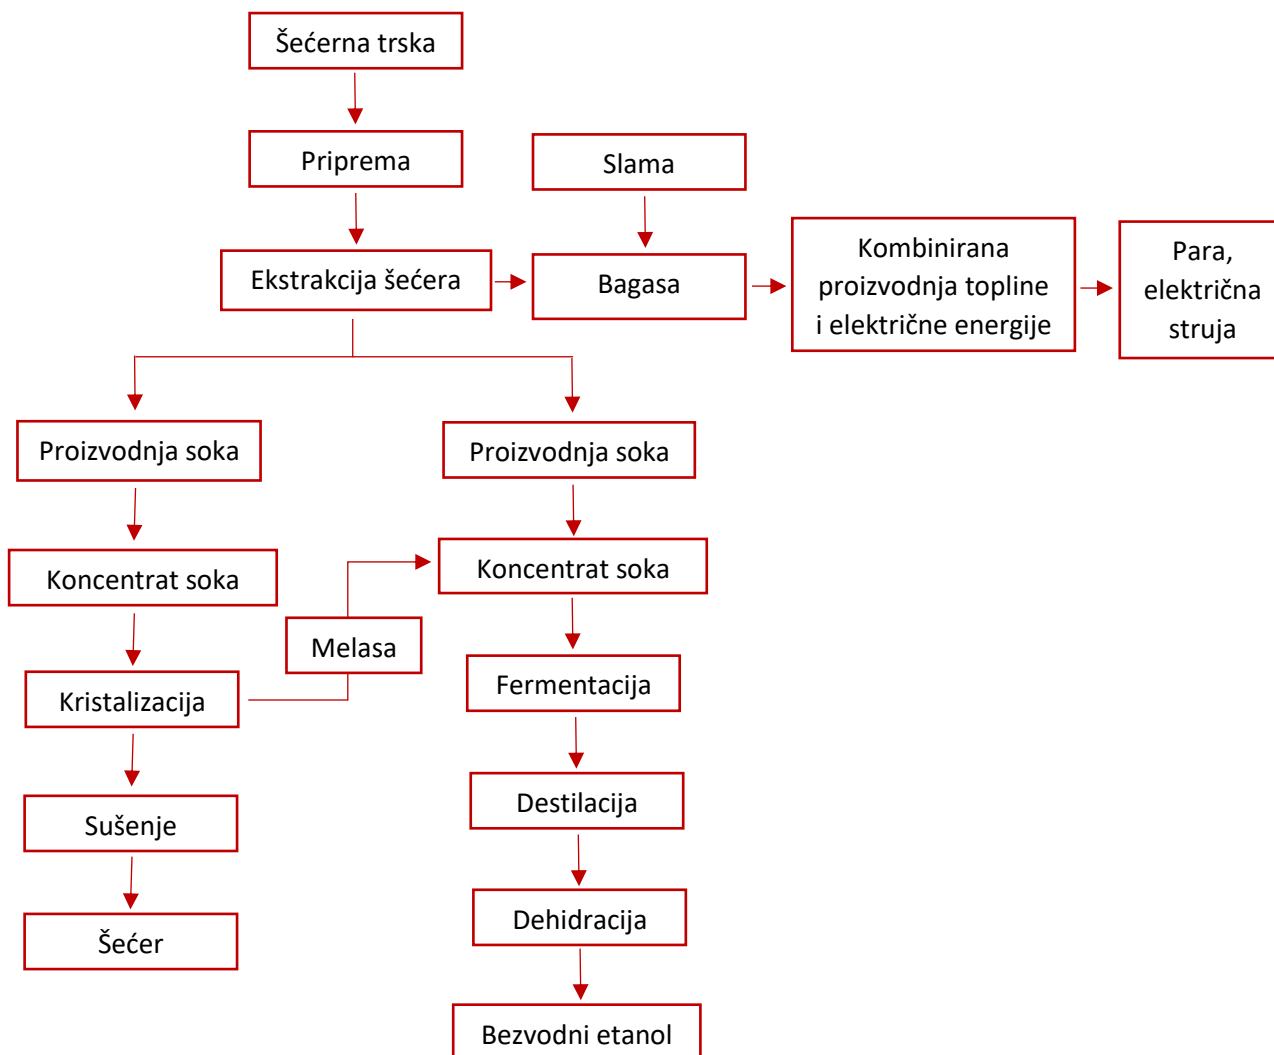 Šećerna trska
Priprema
Slama
Ekstrakcija šećera
Bagasa
Kombinirana
proizvodnja topline
i električne energije
Para,
električna
struja
Proizvodnja soka
Proizvodnja soka
Koncentrat soka
Koncentrat soka
Melasa
Kristalizacija
Fermentacija
Sušenje
Destilacija
Šećer
Dehidracija
Bezvodni etanol